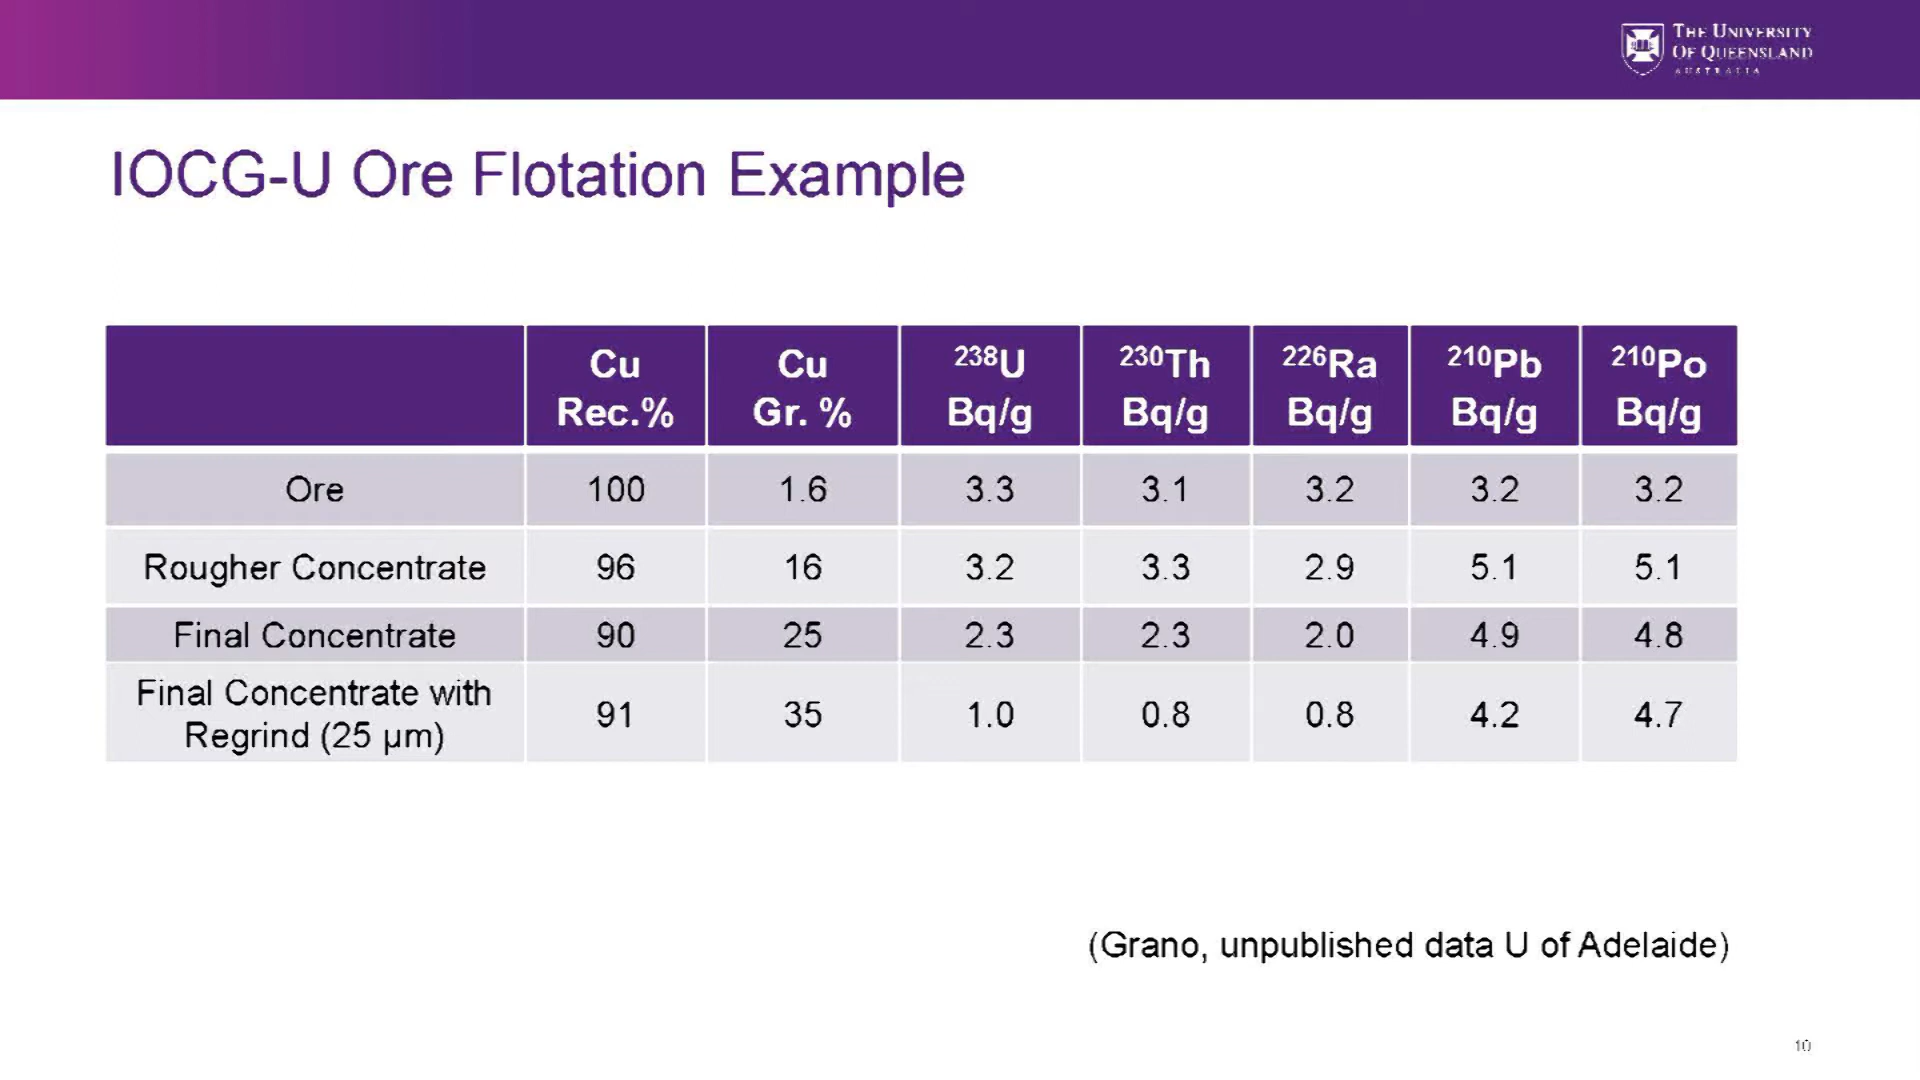 THE UNIVERSITY
OF QUEENSLAND
AUSTRALIA
IOCG-U Ore Flotation Example
Cu Rec.% Cu Gr. % ²³⁸U Bq/g ²³⁰Th Bq/g ²²⁶Ra Bq/g ²¹⁰Pb Bq/g ²¹⁰Po Bq/g
Ore 100 1.6 3.3 3.1 3.2 3.2 3.2
Rougher Concentrate 96 16 3.2 3.3 2.9 5.1 5.1
Final Concentrate 90 25 2.3 2.3 2.0 4.9 4.8
Final Concentrate with Regrind (25 µm) 91 35 1.0 0.8 0.8 4.2 4.7
(Grano, unpublished data U of Adelaide)
10